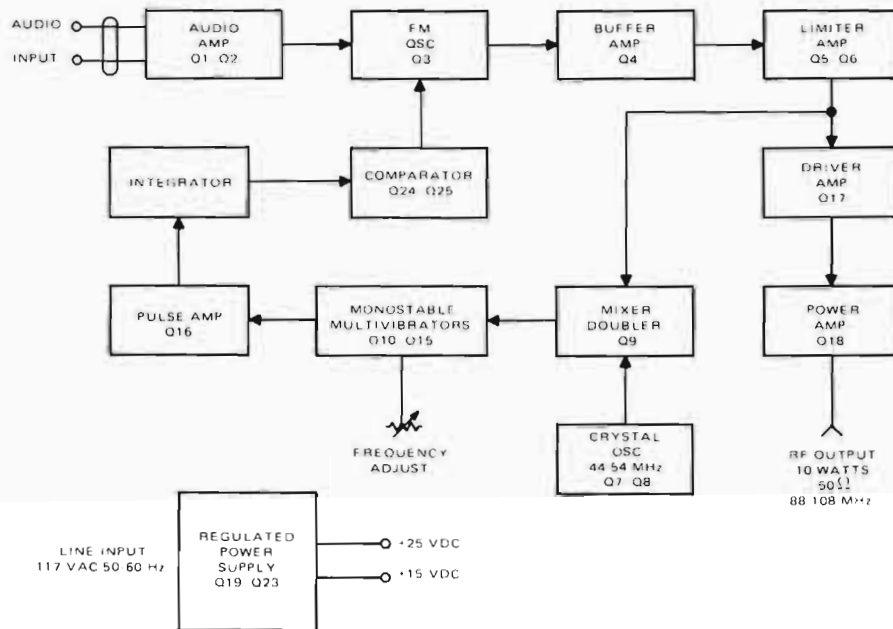 AUDIO
INPUT
AUDIO
AMP
Q1 Q2
FM
OSC
Q3
BUFFER
AMP
Q4
LIMITER
AMP
Q5 Q6
INTEGRATOR
COMPARATOR
Q24 Q25
DRIVER
AMP
Q17
PULSE AMP
Q16
MONOSTABLE
MULTIVIBRATORS
Q10 Q15
MIXER
DOUBLER
Q9
POWER
AMP
Q18
FREQUENCY
ADJUST
CRYSTAL
OSC
44 54 MHz
Q7 Q8
RF OUTPUT
10 WATTS
50Ω
88 108 MHz
LINE INPUT
117 VAC 50-60 Hz
REGULATED
POWER
SUPPLY
Q19 Q23
+25 VDC
+15 VDC